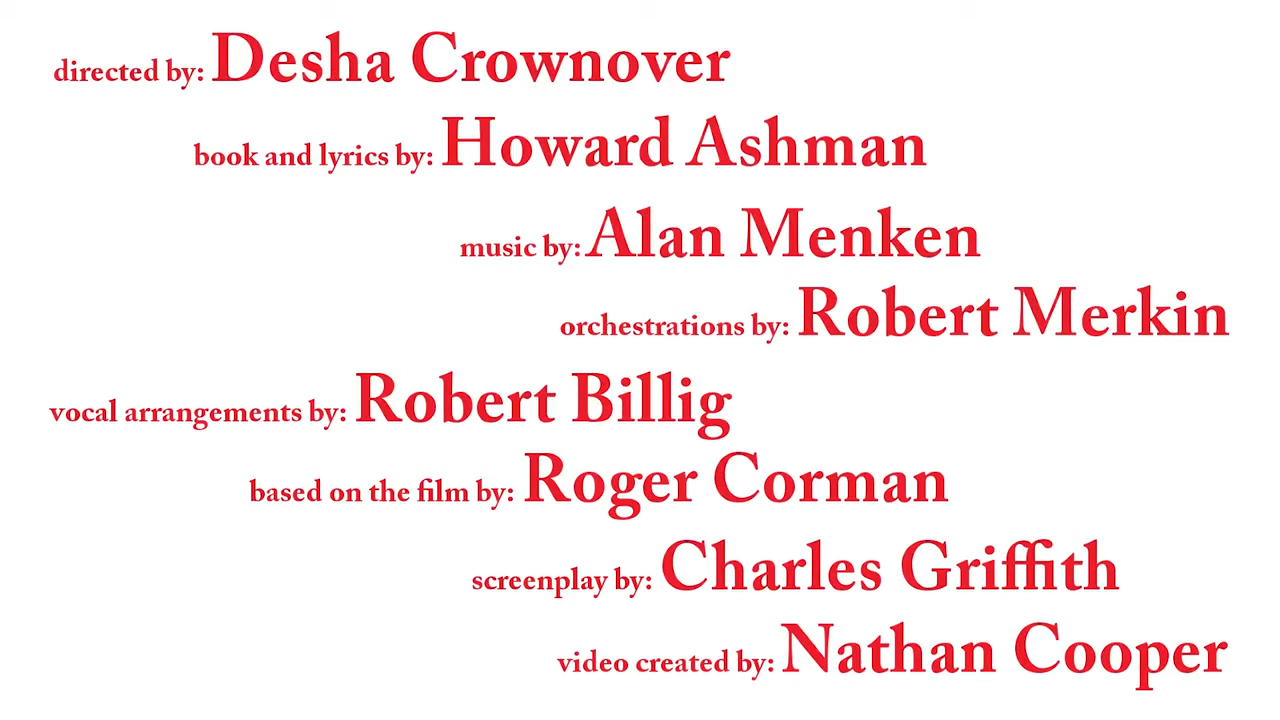 directed by: Desha Crownover
book and lyrics by: Howard Ashman
music by: Alan Menken
orchestrations by: Robert Merkin
vocal arrangements by: Robert Billig
based on the film by: Roger Corman
screenplay by: Charles Griffith
video created by: Nathan Cooper